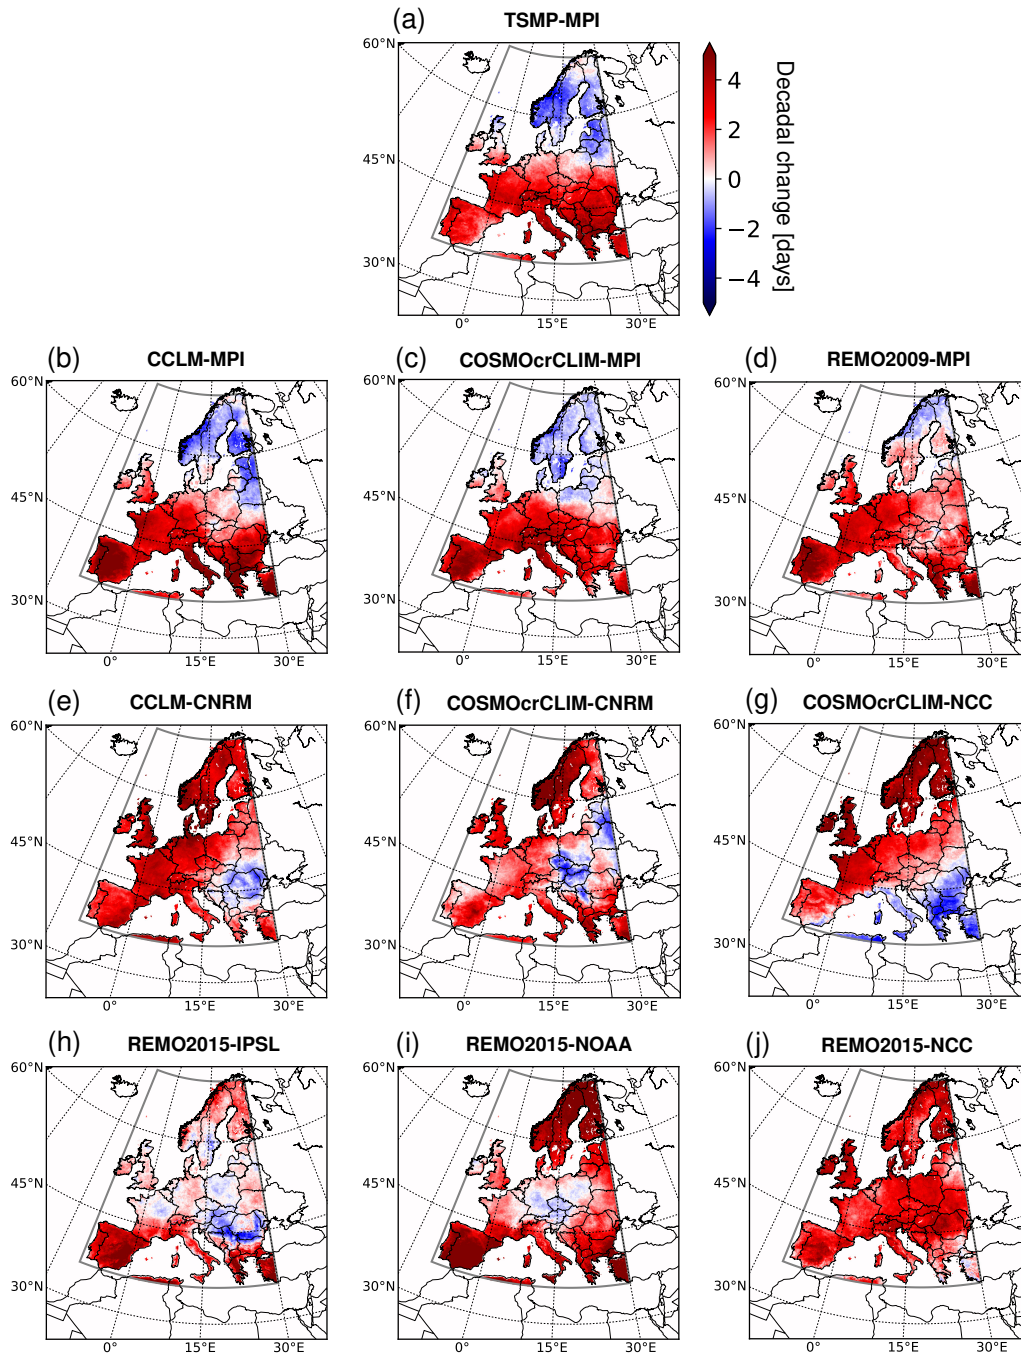 (a)
TSMP-MPI
60°N
45°N
30°N
0°
15°E
30°E
4
2
0
−2
−4
Decadal change [days]
(b)
CCLM-MPI
60°N
45°N
30°N
0°
15°E
30°E
(c)
COSMOcrCLIM-MPI
60°N
45°N
30°N
0°
15°E
30°E
(d)
REMO2009-MPI
60°N
45°N
30°N
0°
15°E
30°E
(e)
CCLM-CNRM
60°N
45°N
30°N
0°
15°E
30°E
(f)
COSMOcrCLIM-CNRM
60°N
45°N
30°N
0°
15°E
30°E
(g)
COSMOcrCLIM-NCC
60°N
45°N
30°N
0°
15°E
30°E
(h)
REMO2015-IPSL
60°N
45°N
30°N
0°
15°E
30°E
(i)
REMO2015-NOAA
60°N
45°N
30°N
0°
15°E
30°E
(j)
REMO2015-NCC
60°N
45°N
30°N
0°
15°E
30°E